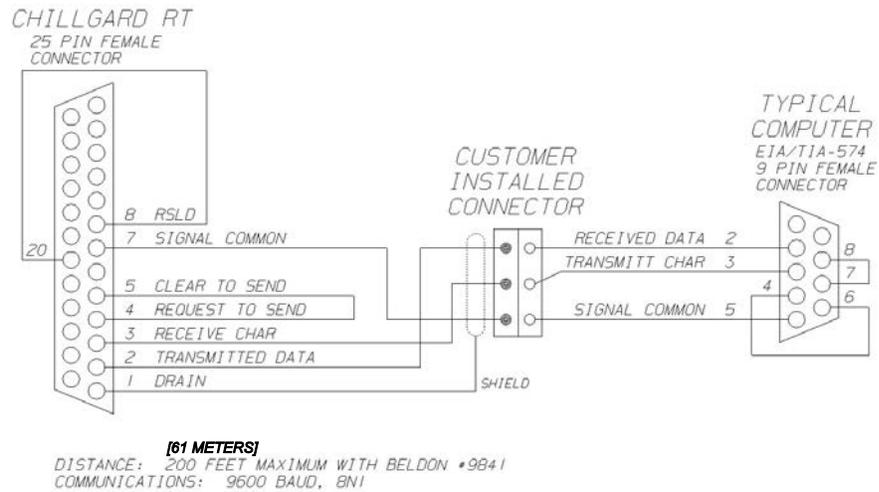 CHILLGARD RT
25 PIN FEMALE
CONNECTOR
TYPICAL
COMPUTER
EIA/TIA-574
9 PIN FEMALE
CONNECTOR
CUSTOMER
INSTALLED
CONNECTOR
8 RSLD
7 SIGNAL COMMON
20
5 CLEAR TO SEND
4 REQUEST TO SEND
3 RECEIVE CHAR
2 TRANSMITTED DATA
1 DRAIN
SHIELD
RECEIVED DATA 2
TRANSMITT CHAR 3
SIGNAL COMMON 5
4
8
7
6
[61 METERS]
DISTANCE: 200 FEET MAXIMUM WITH BELDON #9841
COMMUNICATIONS: 9600 BAUD, 8N1